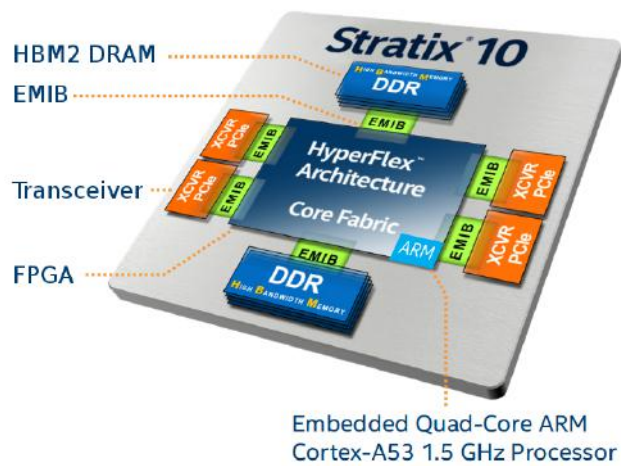 Stratix® 10
HBM2 DRAM
HIGH BANDWIDTH MEMORY
DDR
EMIB
EMIB
XCVR
PCIe
EMIB
HyperFlex™
Architecture
EMIB
XCVR
PCIe
Transceiver
XCVR
PCIe
EMIB
Core Fabric
ARM
EMIB
XCVR
PCIe
FPGA
EMIB
DDR
HIGH BANDWIDTH MEMORY
Embedded Quad-Core ARM
Cortex-A53 1.5 GHz Processor